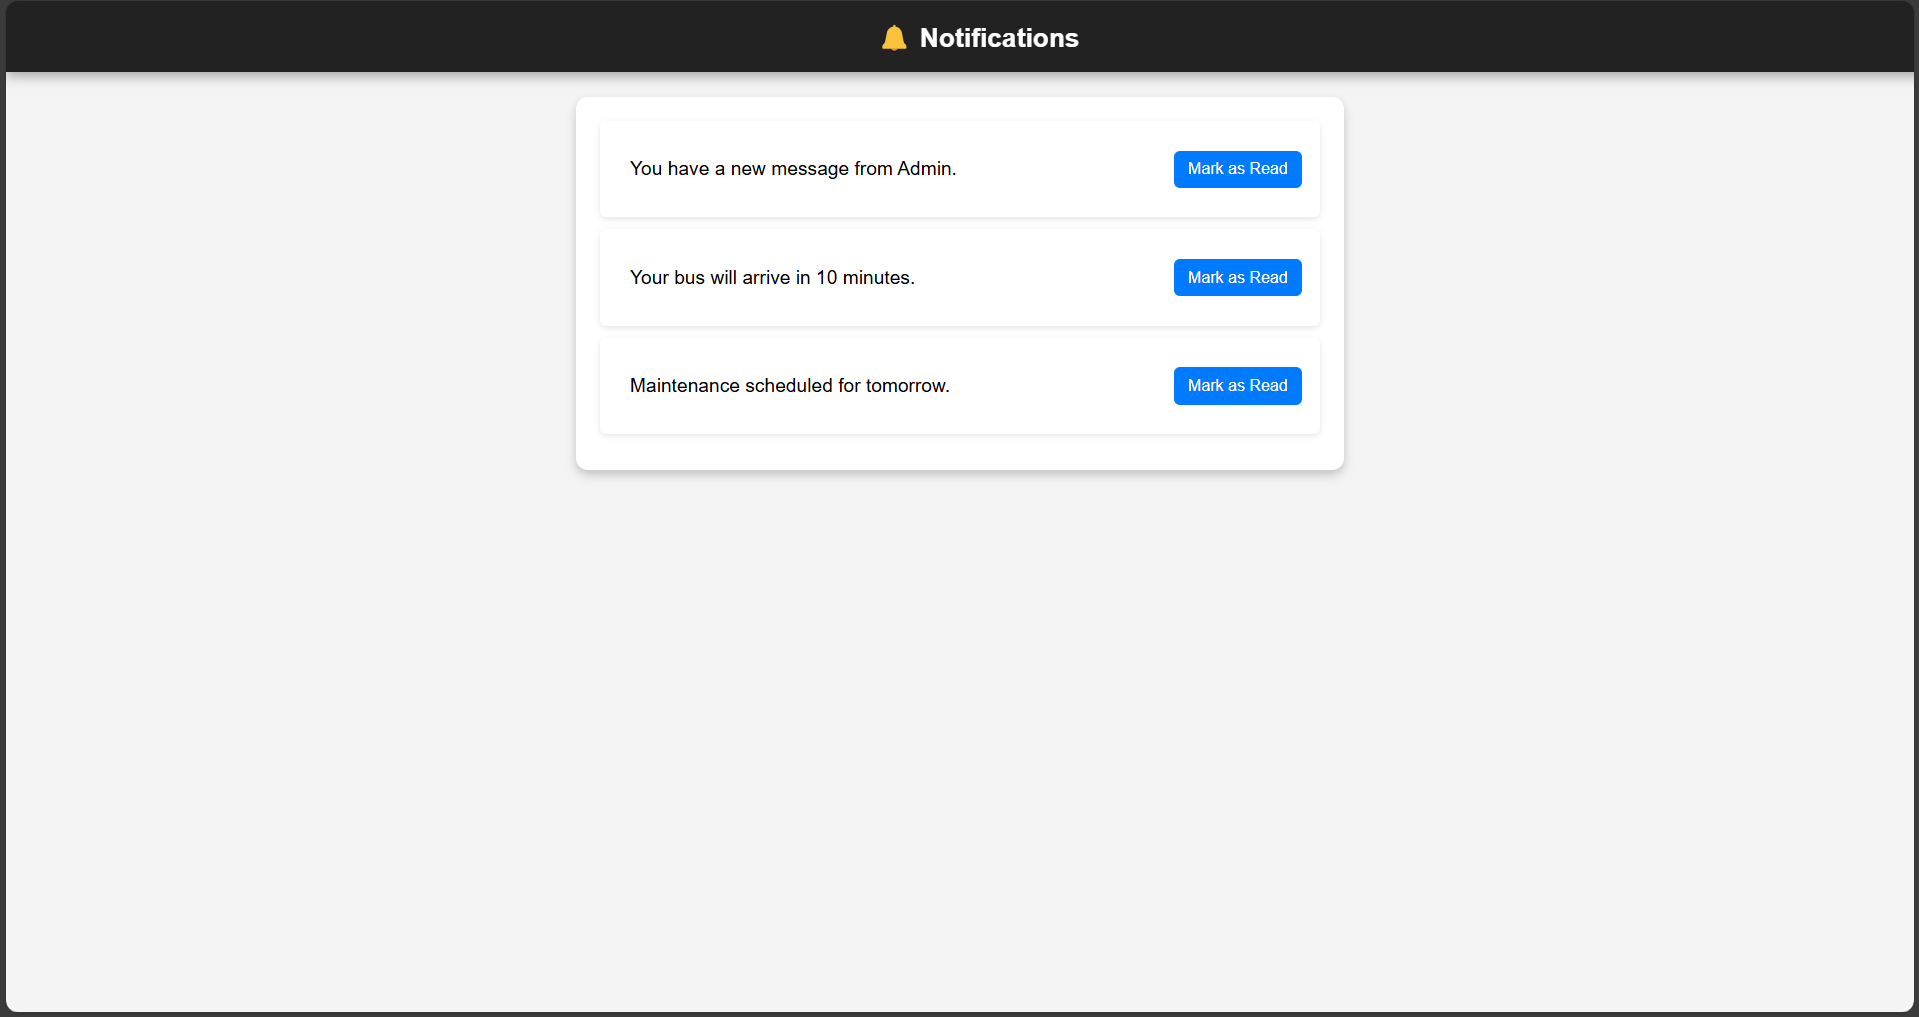 🔔 Notifications
You have a new message from Admin. Mark as Read
Your bus will arrive in 10 minutes. Mark as Read
Maintenance scheduled for tomorrow. Mark as Read